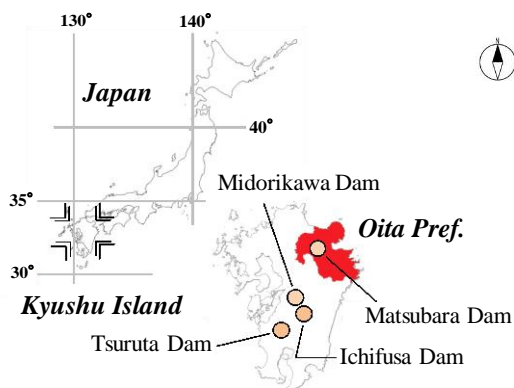 130° 140°
N
Japan
40°
Midorikawa Dam
35°
Oita Pref.
30°
Kyushu Island
Matsubara Dam
Tsuruta Dam
Ichifusa Dam